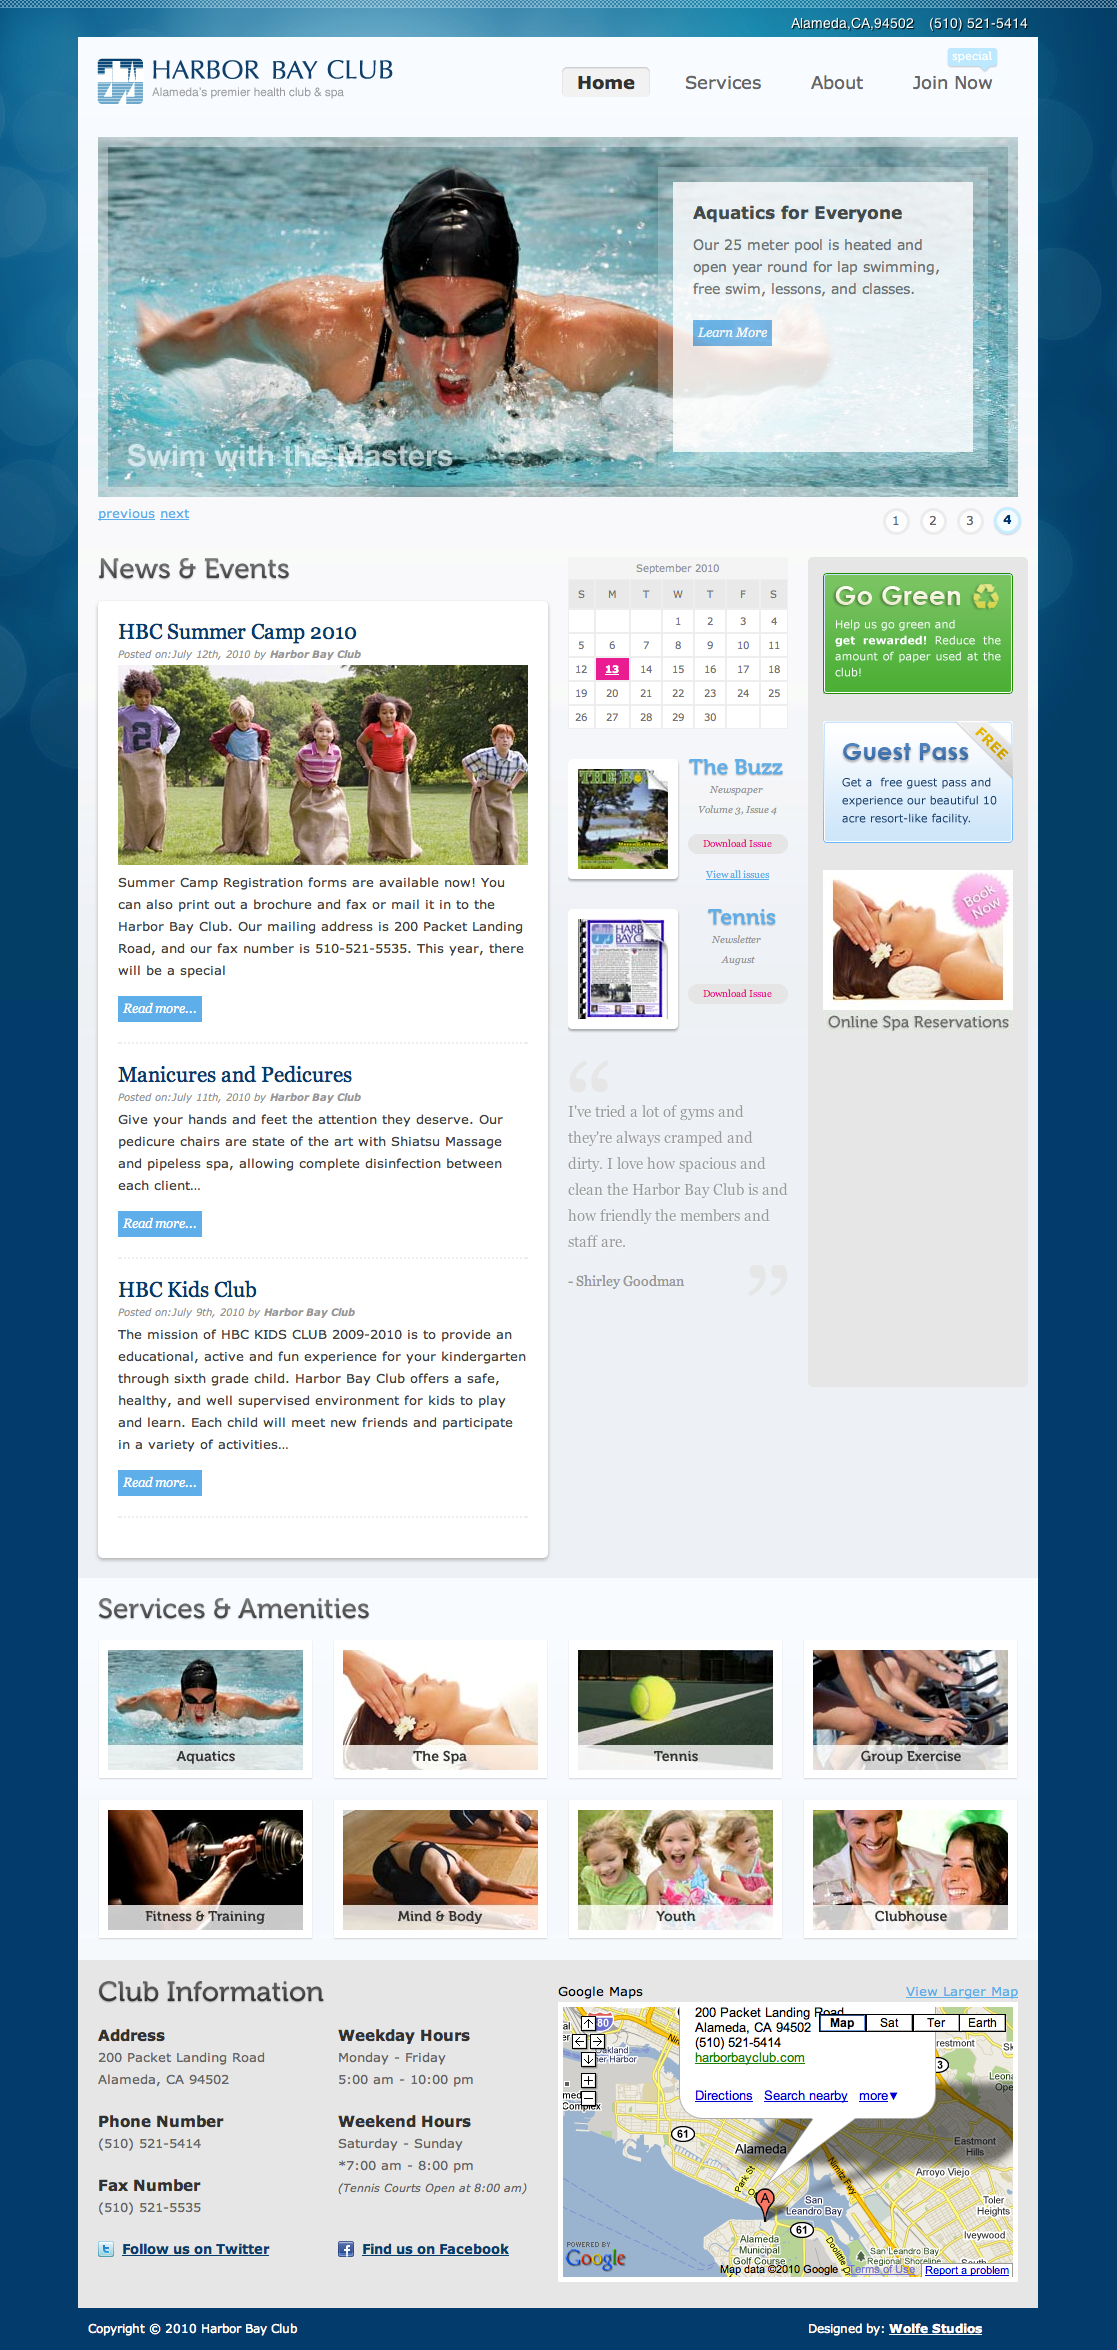 Alameda,CA,94502 (510) 521-5414
HARBOR BAY CLUB
Alameda's premier health club & spa
special
Home Services About Join Now
Aquatics for Everyone
Our 25 meter pool is heated and
open year round for lap swimming,
free swim, lessons, and classes.
Learn More
Swim with the Masters
previous next
1 2 3 4
News & Events
HBC Summer Camp 2010
Posted on:July 12th, 2010 by Harbor Bay Club
Summer Camp Registration forms are available now! You
can also print out a brochure and fax or mail it in to the
Harbor Bay Club. Our mailing address is 200 Packet Landing
Road, and our fax number is 510-521-5535. This year, there
will be a special
Read more...
Manicures and Pedicures
Posted on:July 11th, 2010 by Harbor Bay Club
Give your hands and feet the attention they deserve. Our
pedicure chairs are state of the art with Shiatsu Massage
and pipeless spa, allowing complete disinfection between
each client...
Read more...
HBC Kids Club
Posted on:July 9th, 2010 by Harbor Bay Club
The mission of HBC KIDS CLUB 2009-2010 is to provide an
educational, active and fun experience for your kindergarten
through sixth grade child. Harbor Bay Club offers a safe,
healthy, and well supervised environment for kids to play
and learn. Each child will meet new friends and participate
in a variety of activities...
Read more...
September 2010
S M T W T F S
1 2 3 4
5 6 7 8 9 10 11
12 13 14 15 16 17 18
19 20 21 22 23 24 25
26 27 28 29 30
The Buzz
Newspaper
Volume 3, Issue 4
Download Issue
View all issues
Tennis
Newsletter
August
Download Issue
“
I've tried a lot of gyms and
they're always cramped and
dirty. I love how spacious and
clean the Harbor Bay Club is and
how friendly the members and
staff are.
- Shirley Goodman ”
Go Green
Help us go green and
get rewarded! Reduce the
amount of paper used at the
club!
Guest Pass FREE
Get a free guest pass and
experience our beautiful 10
acre resort-like facility.
Book
Now
Online Spa Reservations
Services & Amenities
Aquatics The Spa Tennis Group Exercise
Fitness & Training Mind & Body Youth Clubhouse
Club Information
Address
200 Packet Landing Road
Alameda, CA 94502
Phone Number
(510) 521-5414
Fax Number
(510) 521-5535
Follow us on Twitter
Weekday Hours
Monday - Friday
5:00 am - 10:00 pm
Weekend Hours
Saturday - Sunday
*7:00 am - 8:00 pm
(Tennis Courts Open at 8:00 am)
Find us on Facebook
Google Maps View Larger Map
200 Packet Landing Road
Alameda, CA 94502
(510) 521-5414
harborbayclub.com
Directions Search nearby more▾
Map Sat Ter Earth
80
61
Alameda
Park St
Nimitz Fwy
Eastmont
Hills
Arroyo Viejo
Toler
Heights
Iveywood
A
San
Leandro Bay
61
Alameda
Municipal
Golf Course
Doolittle
San Leandro Bay
Regional Shoreline
POWERED BY
Google
Map data ©2010 Google - Terms of Use Report a problem
Copyright © 2010 Harbor Bay Club
Designed by: Wolfe Studios